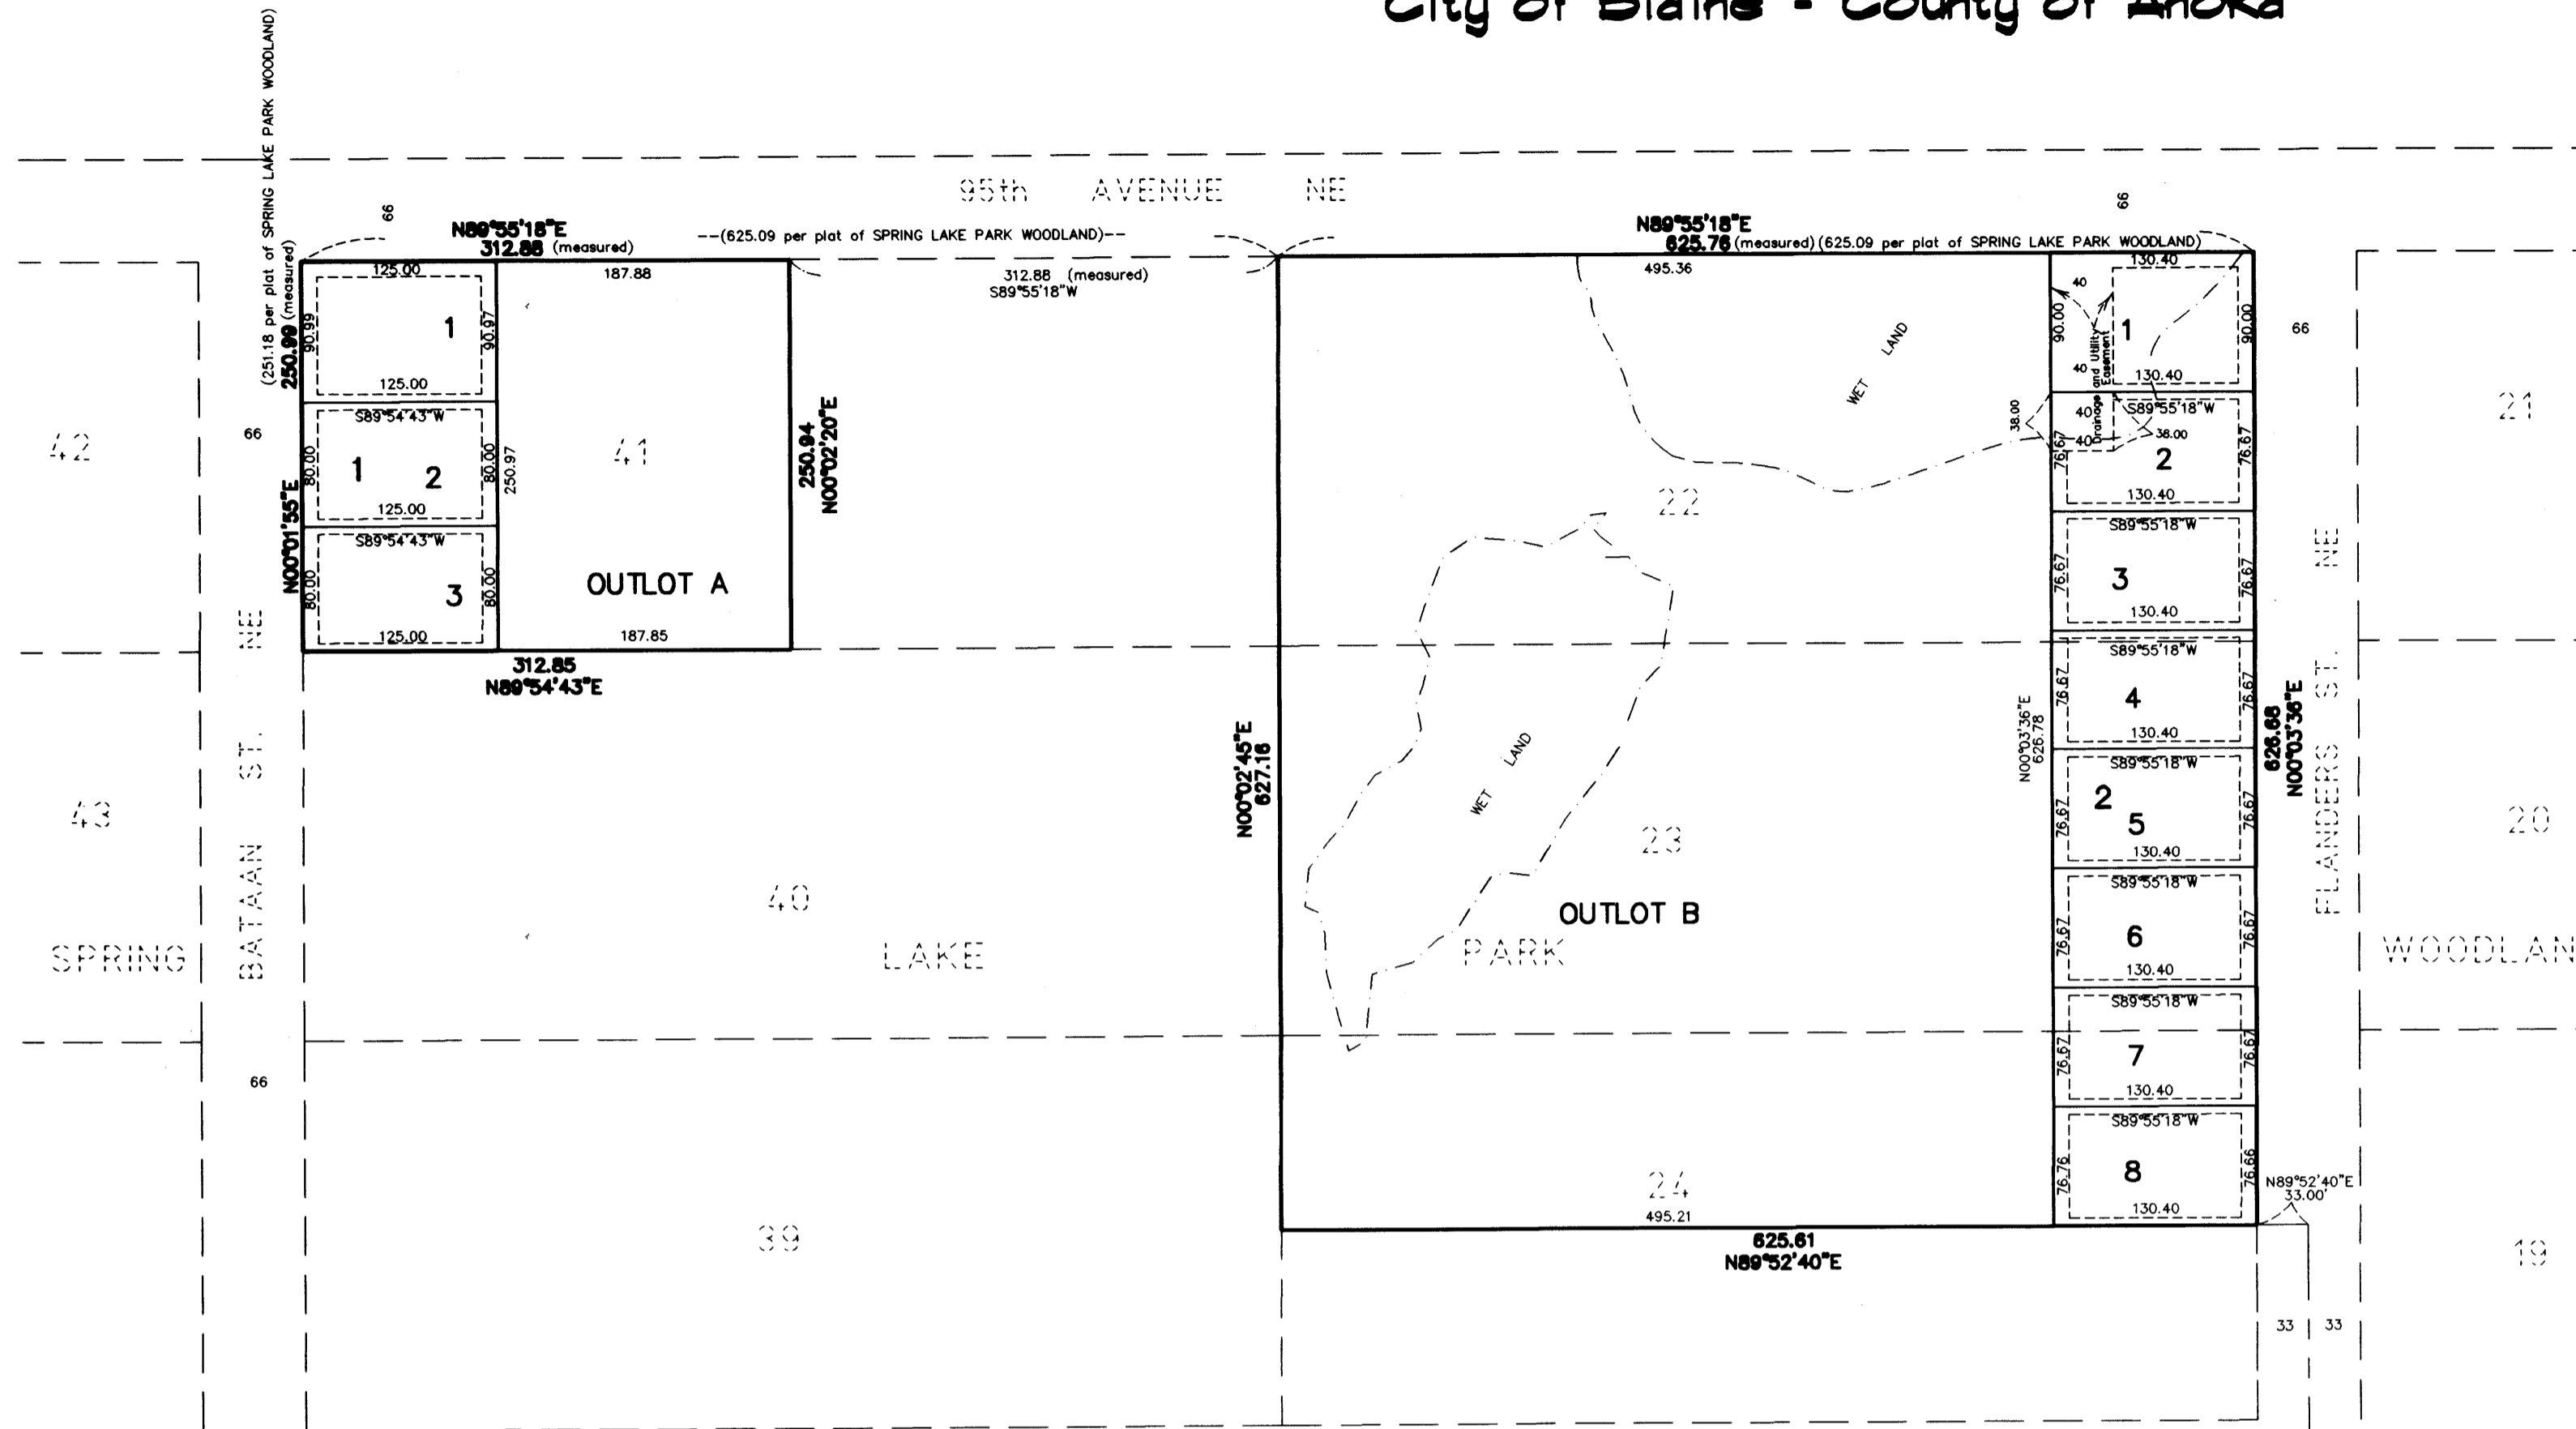 City of Blaine - County of Anoka
(251.18 per plat of SPRING LAKE PARK WOODLAND)
250.99 (measured)
N00°01'55"E
66
95th AVENUE NE
66
66
N89°55'18"E
312.88 (measured)
--(625.09 per plat of SPRING LAKE PARK WOODLAND)--
312.88 (measured)
S89°55'18"W
N89°55'18"E
625.76 (measured) (625.09 per plat of SPRING LAKE PARK WOODLAND)
125.00
187.88
495.36
130.40
90.99
1
90.97
125.00
S89°54'43"W
80.00
1
2
80.00
125.00
S89°54'43"W
80.00
3
80.00
125.00
250.97
41
OUTLOT A
187.85
250.94
N00°02'20"E
312.85
N89°54'43"E
42
43
66
BATAAN ST. NE
40
39
SPRING LAKE PARK WOODLAN
WET LAND
WET LAND
22
23
OUTLOT B
24
495.21
N00°02'45"E
627.16
625.61
N89°52'40"E
N00°03'36"E
626.78
40
90.00
1
90.00
40
Drainage and Utility
Easement
130.40
38.00
40
S89°55'18"W
38.00
40
76.67
2
76.67
130.40
S89°55'18"W
76.67
3
76.67
130.40
S89°55'18"W
76.67
4
76.67
130.40
S89°55'18"W
2
76.67
5
76.67
130.40
S89°55'18"W
76.67
6
76.67
130.40
S89°55'18"W
76.67
7
76.67
130.40
S89°55'18"W
76.76
8
76.66
130.40
626.68
N00°03'36"E
66
FLANDERS ST. NE
21
20
19
N89°52'40"E
33.00'
33
33
66